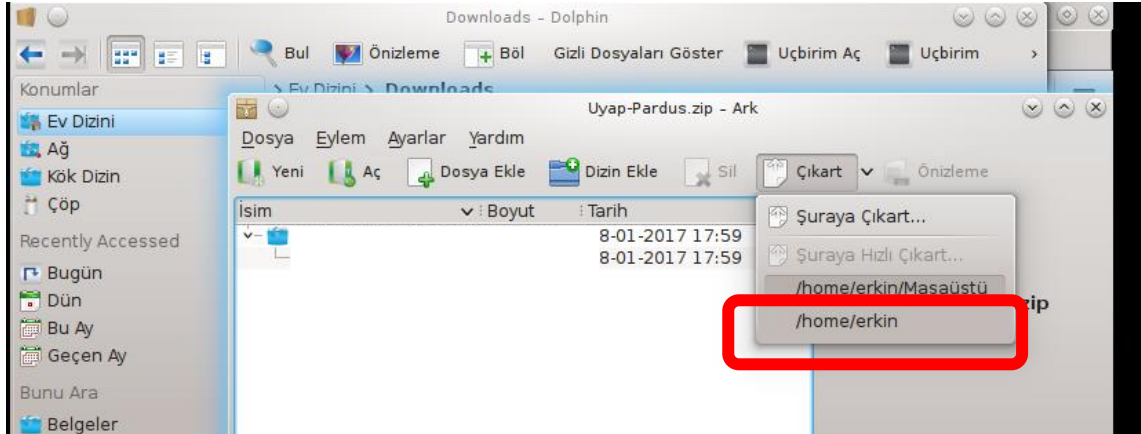 Downloads – Dolphin
Bul Önizleme Böl Gizli Dosyaları Göster Uçbirim Aç Uçbirim
Konumlar
> Ev Dizini > Downloads
Ev Dizini
Ağ
Kök Dizin
Çöp
Recently Accessed
Bugün
Dün
Bu Ay
Geçen Ay
Bunu Ara
Belgeler
Uyap-Pardus.zip – Ark
Dosya Eylem Ayarlar Yardım
Yeni Aç Dosya Ekle Dizin Ekle Sil Çıkart Önizleme
İsim Boyut Tarih
8-01-2017 17:59
8-01-2017 17:59
Şuraya Çıkart...
Şuraya Hızlı Çıkart...
/home/erkin/Masaüstü
/home/erkin
zip